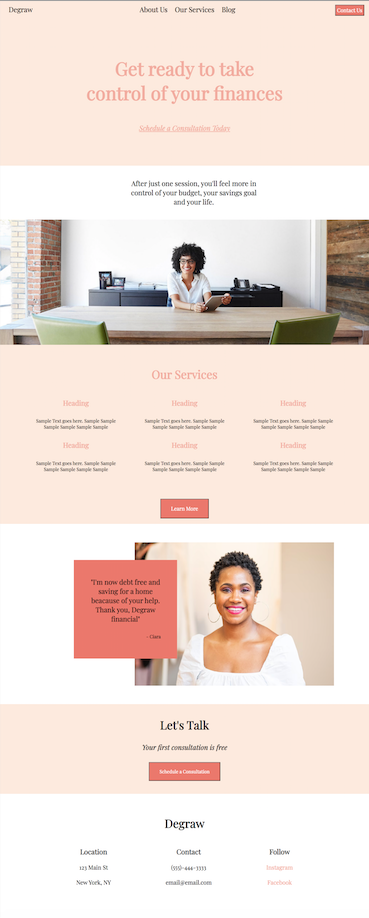 Degraw
About Us Our Services Blog
Contact Us
Get ready to take
control of your finances
Schedule a Consultation Today
After just one session, you'll feel more in
control of your budget, your savings goal
and your life.
Our Services
Heading
Heading
Heading
Sample Text goes here. Sample Sample
Sample Sample Sample Sample
Sample Text goes here. Sample Sample
Sample Sample Sample Sample
Sample Text goes here. Sample Sample
Sample Sample Sample Sample
Heading
Heading
Heading
Sample Text goes here. Sample Sample
Sample Sample Sample Sample
Sample Text goes here. Sample Sample
Sample Sample Sample Sample
Sample Text goes here. Sample Sample
Sample Sample Sample Sample
Learn More
"I'm now debt free and
saving for a home
beacause of your help.
Thank you, Degraw
financial"
- Ciara
Let's Talk
Your first consultation is free
Schedule a Consultation
Degraw
Location
123 Main St
New York, NY
Contact
(555)-444-3333
email@email.com
Follow
Instagram
Facebook